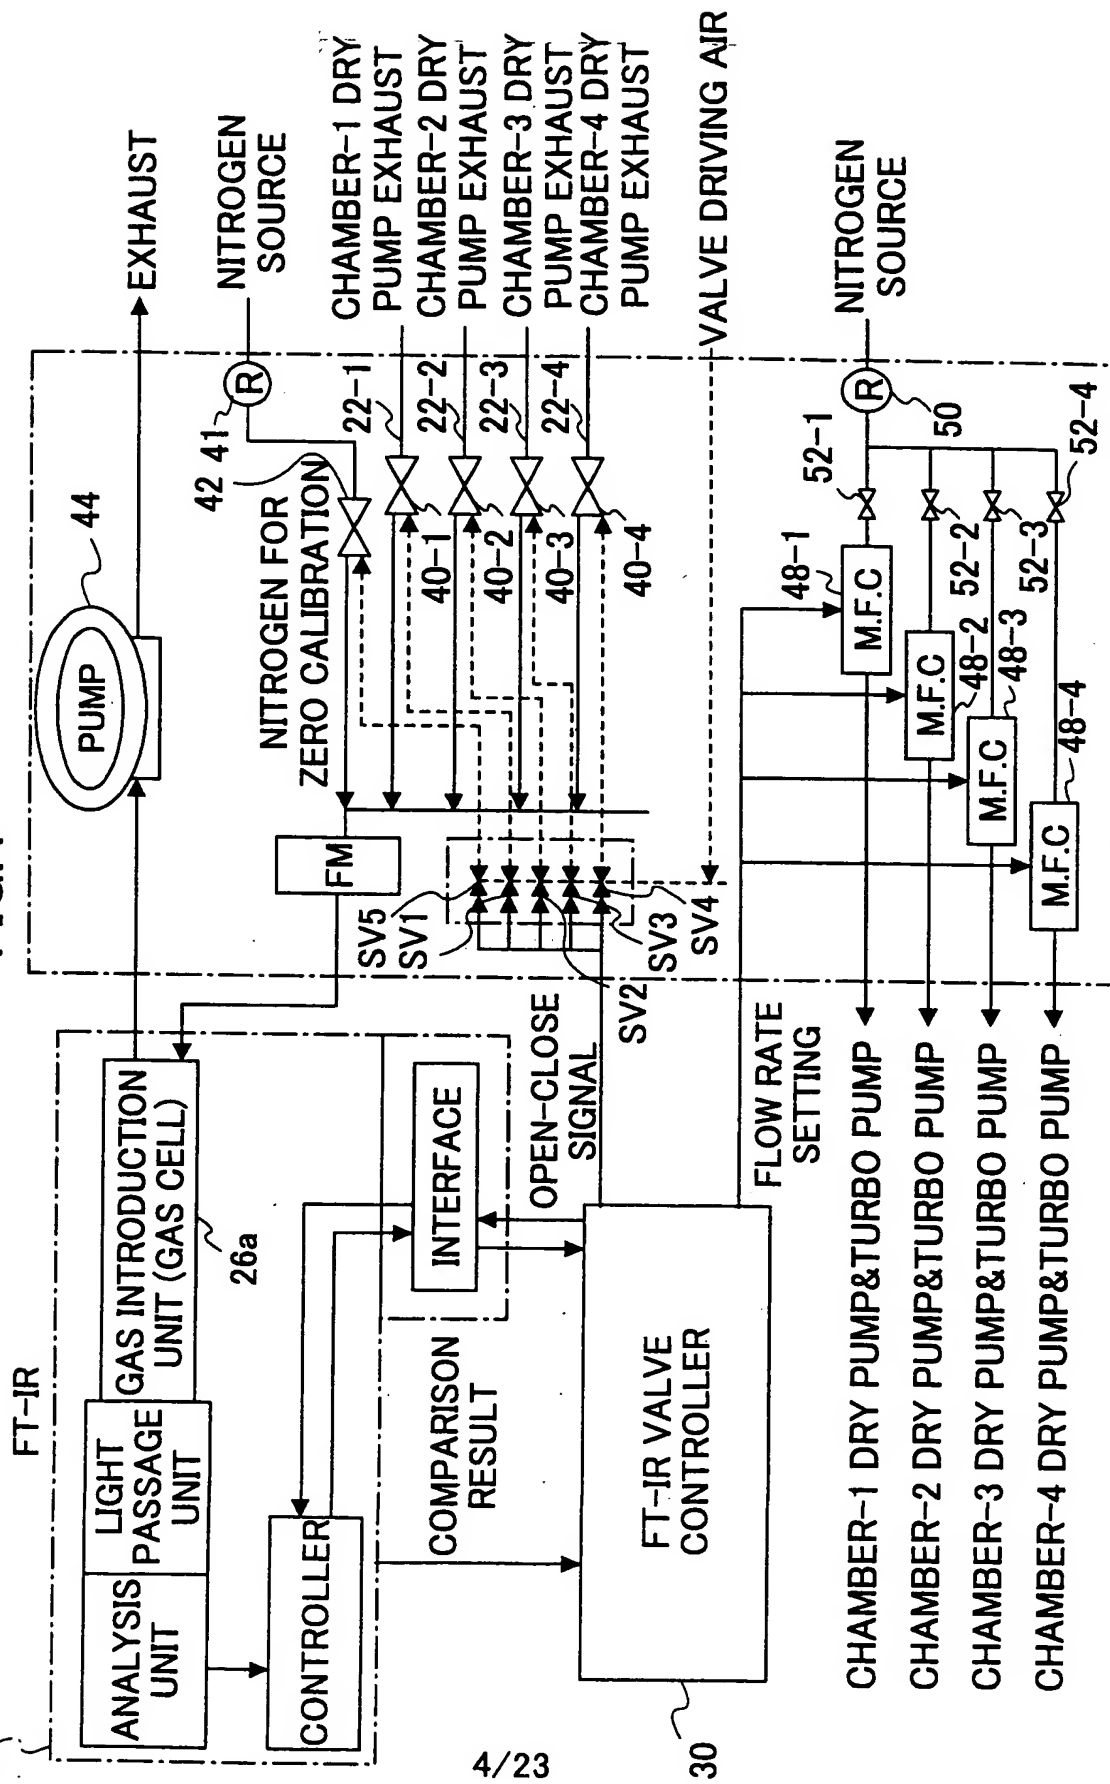 FT-IR
ANALYSIS
UNIT
LIGHT
PASSAGE
UNIT
GAS INTRODUCTION
UNIT (GAS CELL)
26a
CONTROLLER
INTERFACE
COMPARISON
RESULT
FT-IR VALVE
CONTROLLER
30
OPEN-CLOSE
SIGNAL
FLOW RATE
SETTING
PUMP
44
EXHAUST
FM
SV5
SV1
SV2
SV3
SV4
NITROGEN FOR
ZERO CALIBRATION
42
41
R
NITROGEN
SOURCE
22-1
22-2
22-3
22-4
40-1
40-2
40-3
40-4
CHAMBER-1 DRY
PUMP EXHAUST
CHAMBER-2 DRY
PUMP EXHAUST
CHAMBER-3 DRY
PUMP EXHAUST
CHAMBER-4 DRY
PUMP EXHAUST
VALVE DRIVING AIR
M.F.C
48-1
M.F.C
48-2
M.F.C
48-3
M.F.C
48-4
52-1
52-2
52-3
52-4
R
50
NITROGEN
SOURCE
CHAMBER-1 DRY PUMP&TURBO PUMP
CHAMBER-2 DRY PUMP&TURBO PUMP
CHAMBER-3 DRY PUMP&TURBO PUMP
CHAMBER-4 DRY PUMP&TURBO PUMP
4/23